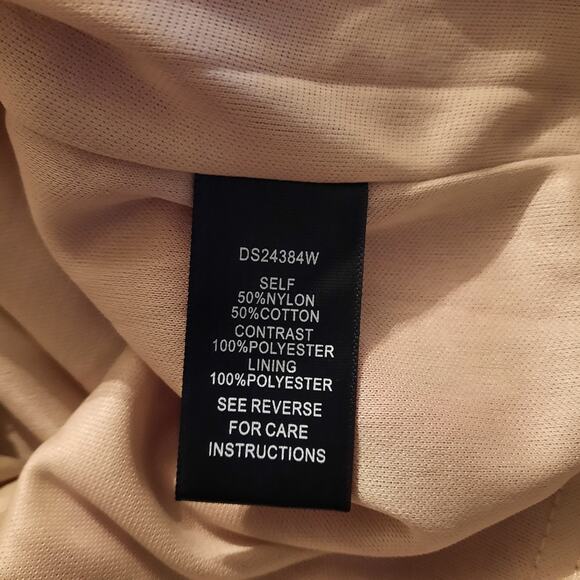 DS24384W
SELF
50%NYLON
50%COTTON
CONTRAST
100%POLYESTER
LINING
100%POLYESTER
SEE REVERSE
FOR CARE
INSTRUCTIONS